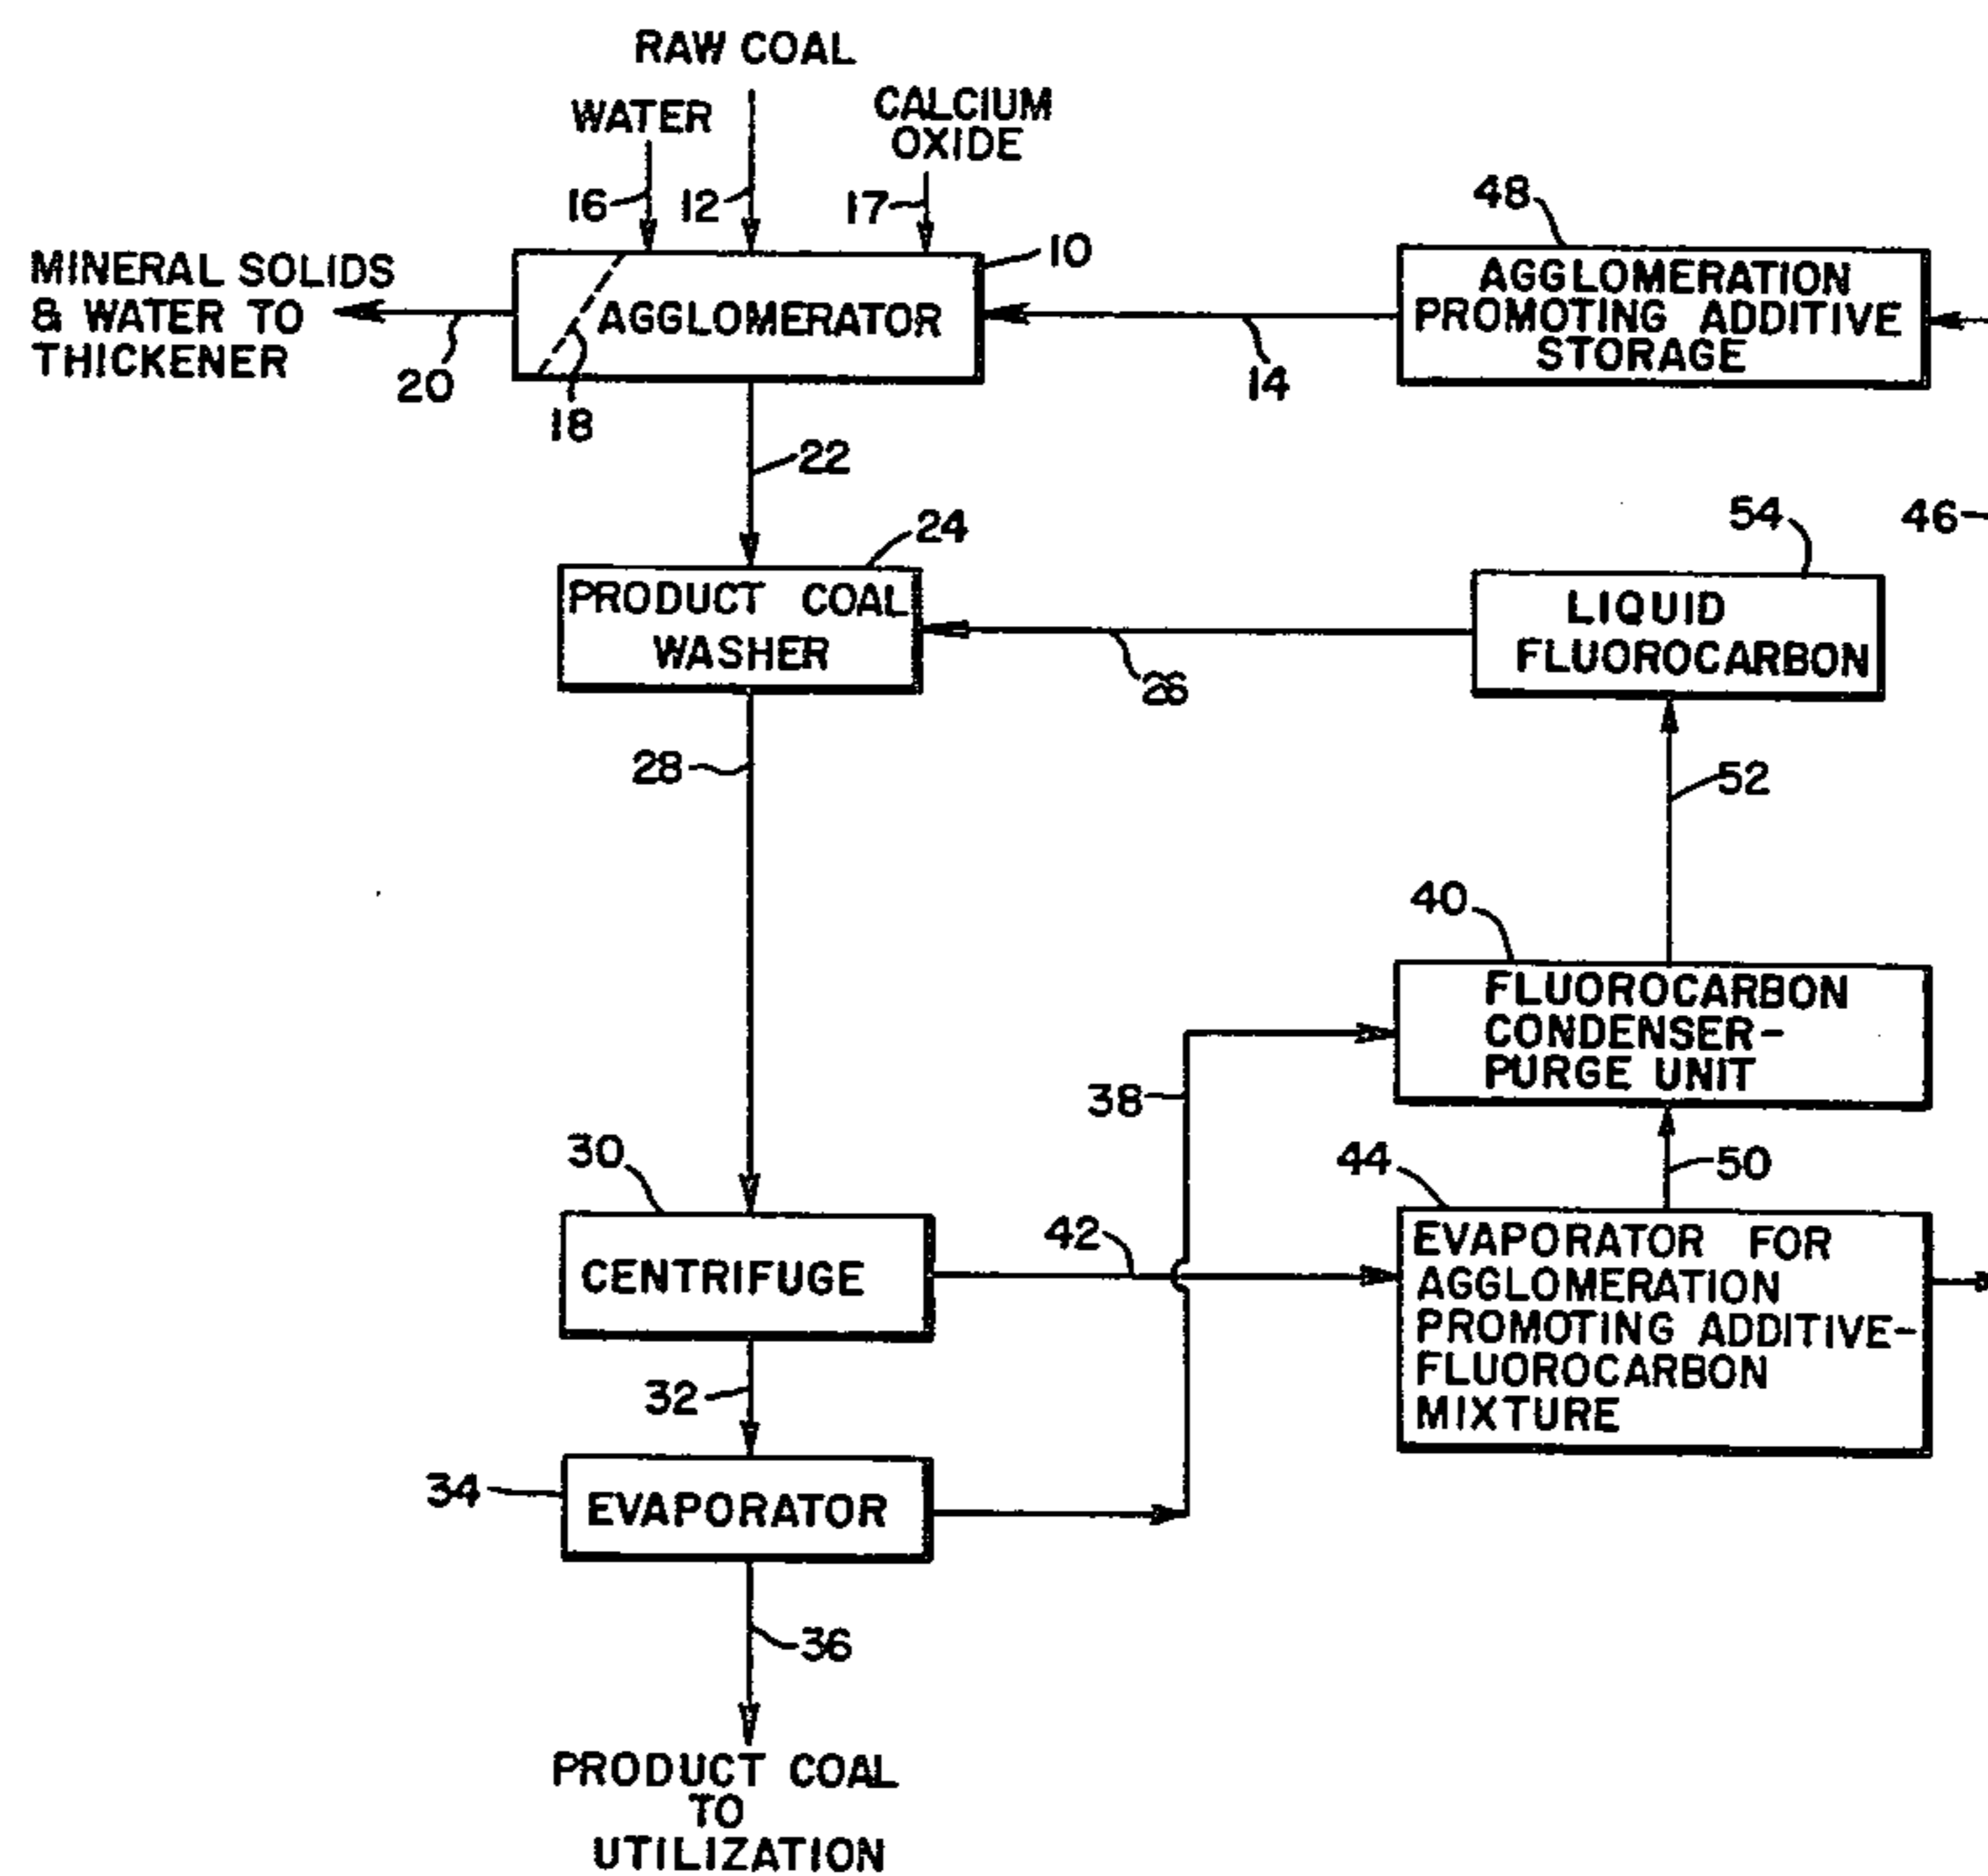 RAW COAL
WATER
CALCIUM
OXIDE
16
12
17
10
48
MINERAL SOLIDS
& WATER TO
THICKENER
AGGLOMERATOR
AGGLOMERATION
PROMOTING ADDITIVE
STORAGE
20
18
14
22
24
54
46
PRODUCT COAL
WASHER
LIQUID
FLUOROCARBON
26
28
52
40
FLUOROCARBON
CONDENSER-
PURGE UNIT
38
30
44
50
42
CENTRIFUGE
EVAPORATOR FOR
AGGLOMERATION
PROMOTING ADDITIVE-
FLUOROCARBON
MIXTURE
32
34
EVAPORATOR
36
PRODUCT COAL
TO
UTILIZATION